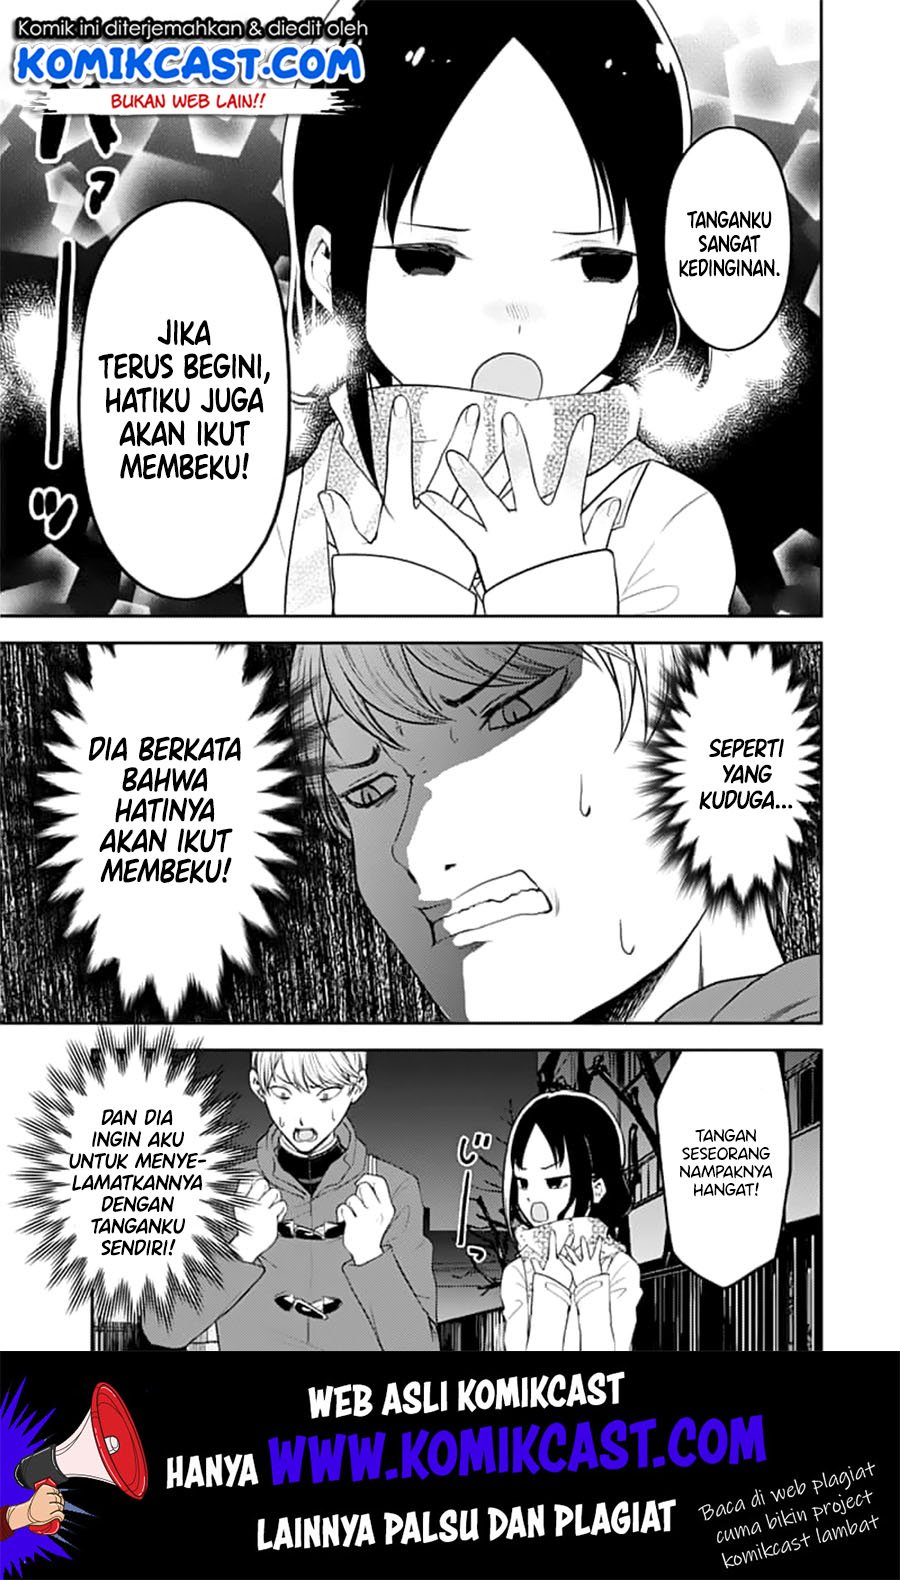 Komik ini diterjemahkan & diedit oleh
KOMIKCAST.COM
BUKAN WEB LAIN!!
TANGANKU
SANGAT
KEDINGINAN.
JIKA
TERUS BEGINI,
HATIKU JUGA
AKAN IKUT
MEMBEKU!
SEPERTI
YANG
KUDUGA...
DIA BERKATA
BAHWA
HATINYA
AKAN IKUT
MEMBEKU!
TANGAN
SESEORANG
NAMPAKNYA
HANGAT!
じーっ
DAN DIA
INGIN AKU
UNTUK MENYE-
LAMATKANNYA
DENGAN
TANGANKU
SENDIRI!
WEB ASLI KOMIKCAST
HANYA WWW.KOMIKCAST.COM
LAINNYA PALSU DAN PLAGIAT
Baca di web plagiat
cuma bikin project
komikcast lambat